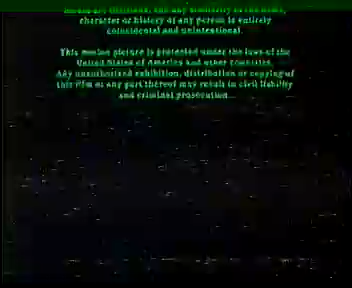 character or history of any person is entirely
coincidental and unintentional.
This motion picture is protected under the laws of the
United States of America and other countries.
Any unauthorized exhibition, distribution or copying of
this film or any part thereof may result in civil liability
and criminal prosecution.